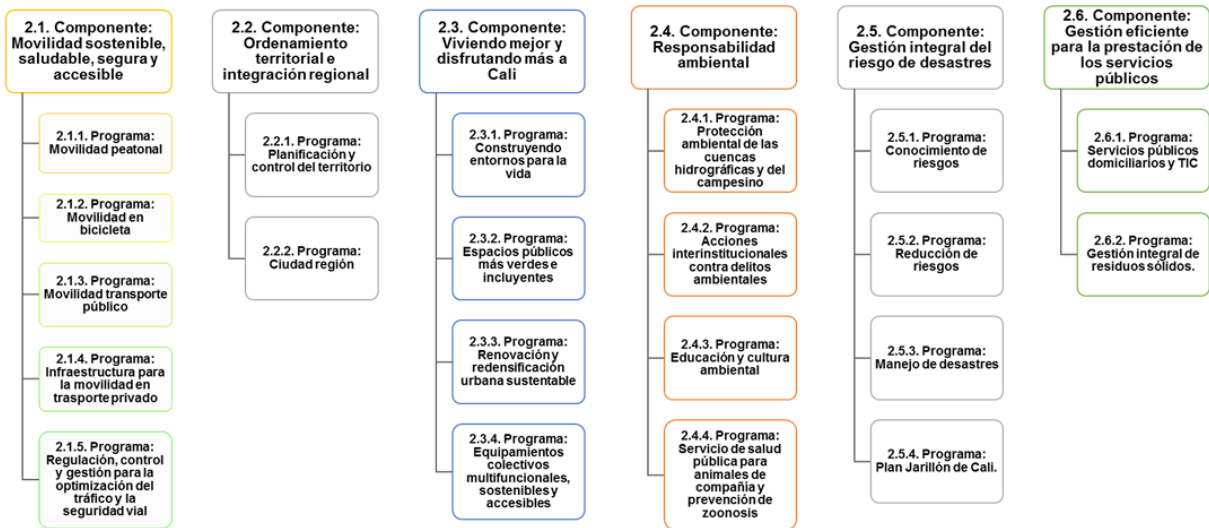 2.1. Componente:
Movilidad sostenible,
saludable, segura y
accesible
2.1.1. Programa:
Movilidad peatonal
2.1.2. Programa:
Movilidad en
bicicleta
2.1.3. Programa:
Movilidad transporte
público
2.1.4. Programa:
Infraestructura para
la movilidad en
trasporte privado
2.1.5. Programa:
Regulación, control
y gestión para la
optimización del
tráfico y la
seguridad vial
2.2. Componente:
Ordenamiento
territorial e
integración regional
2.2.1. Programa:
Planificación y
control del territorio
2.2.2. Programa:
Ciudad región
2.3. Componente:
Viviendo mejor y
disfrutando más a
Cali
2.3.1. Programa:
Construyendo
entornos para la
vida
2.3.2. Programa:
Espacios públicos
más verdes e
incluyentes
2.3.3. Programa:
Renovación y
redensificación
urbana sustentable
2.3.4. Programa:
Equipamientos
colectivos
multifuncionales,
sostenibles y
accesibles
2.4. Componente:
Responsabilidad
ambiental
2.4.1. Programa:
Protección
ambiental de las
cuencas
hidrográficas y del
campesino
2.4.2. Programa:
Acciones
interinstitucionales
contra delitos
ambientales
2.4.3. Programa:
Educación y cultura
ambiental
2.4.4. Programa:
Servicio de salud
pública para
animales de
compañía y
prevención de
zoonosis
2.5. Componente:
Gestión integral del
riesgo de desastres
2.5.1. Programa:
Conocimiento de
riesgos
2.5.2. Programa:
Reducción de
riesgos
2.5.3. Programa:
Manejo de desastres
2.5.4. Programa:
Plan Jarillón de Cali.
2.6. Componente:
Gestión eficiente
para la prestación de
los servicios
públicos
2.6.1. Programa:
Servicios públicos
domiciliarios y TIC
2.6.2. Programa:
Gestión integral de
residuos sólidos.